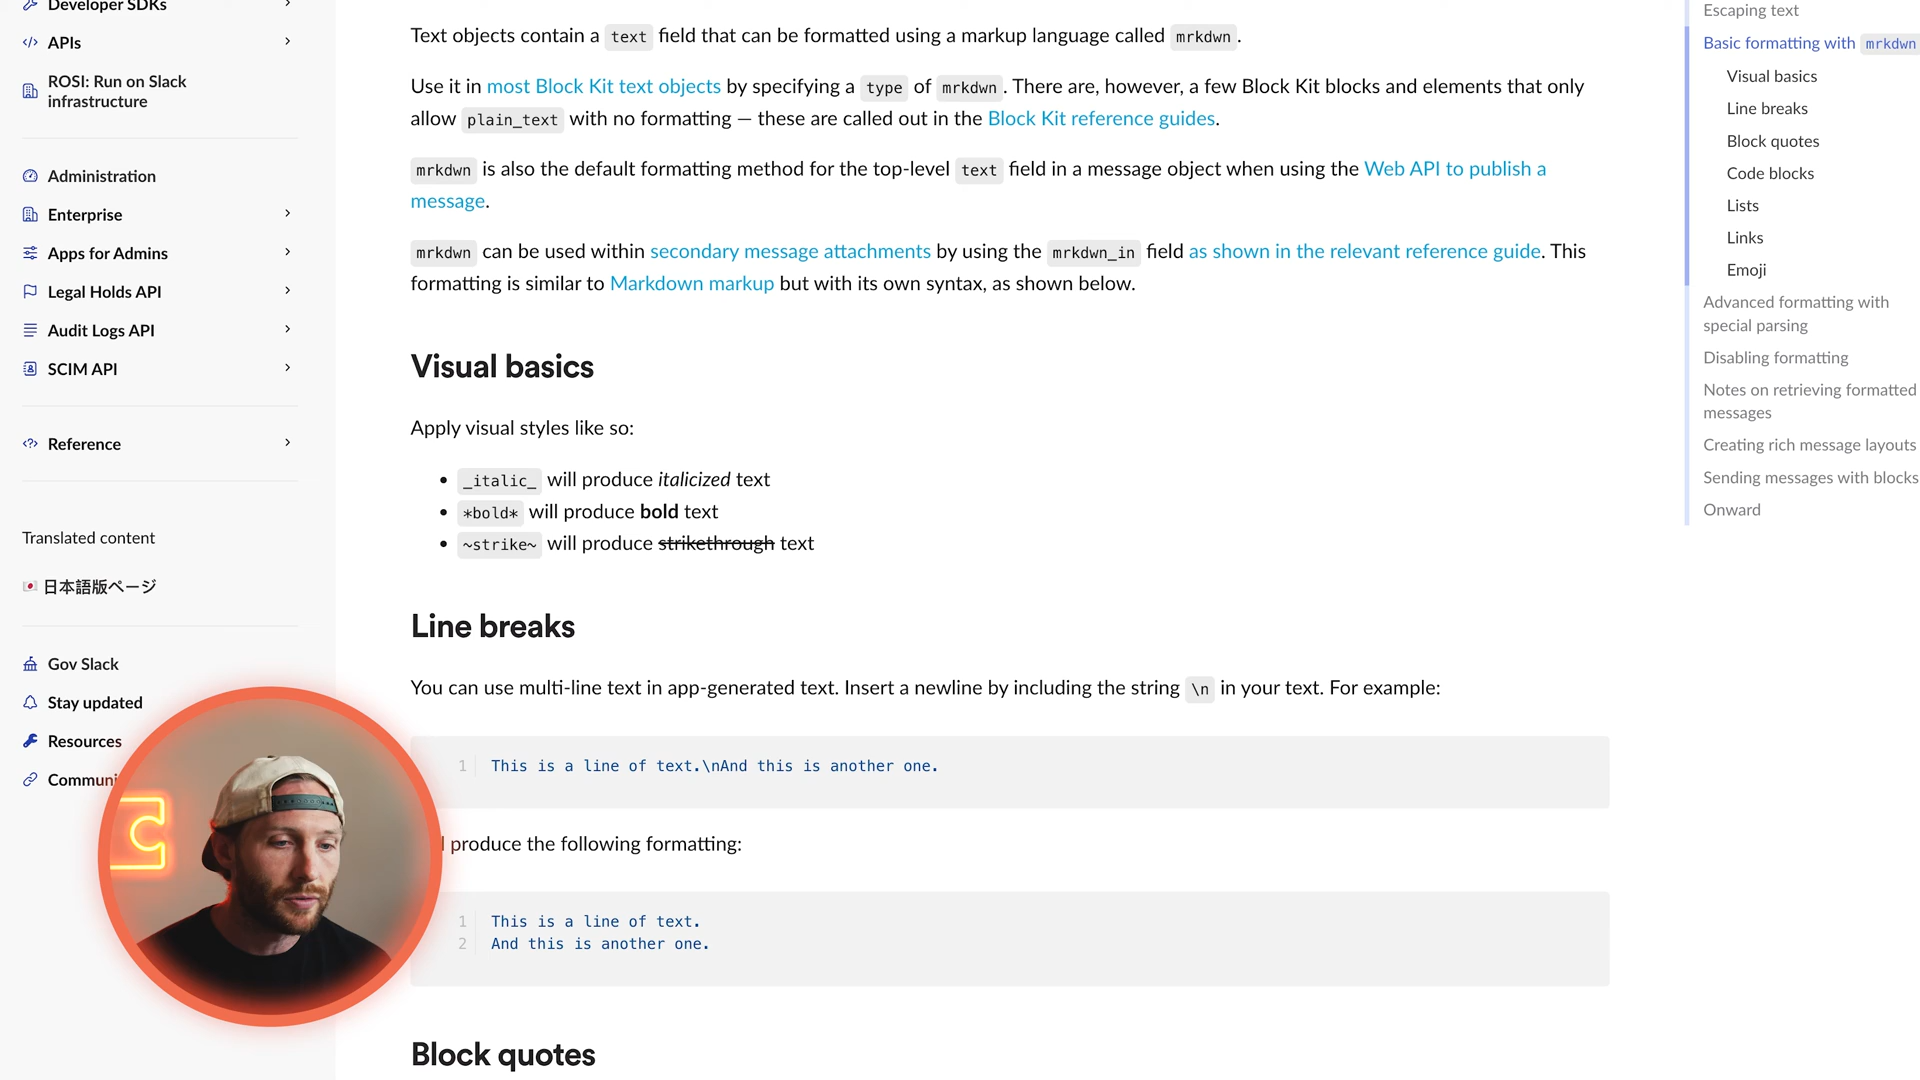 Developer SDKs
APIs
ROSI: Run on Slack
infrastructure
Administration
Enterprise
Apps for Admins
Legal Holds API
Audit Logs API
SCIM API
Reference
Translated content
日本語版ページ
Gov Slack
Stay updated
Resources
Text objects contain a text field that can be formatted using a markup language called mrkdwn.
Use it in most Block Kit text objects by specifying a type of mrkdwn. There are, however, a few Block Kit blocks and elements that only
allow plain_text with no formatting — these are called out in the Block Kit reference guides.
mrkdwn is also the default formatting method for the top-level text field in a message object when using the Web API to publish a
message.
mrkdwn can be used within secondary message attachments by using the mrkdwn_in field as shown in the relevant reference guide. This
formatting is similar to Markdown markup but with its own syntax, as shown below.
Visual basics
Apply visual styles like so:
• _italic_ will produce italicized text
• *bold* will produce bold text
• ~strike~ will produce strikethrough text
Line breaks
You can use multi-line text in app-generated text. Insert a newline by including the string \n in your text. For example:
1 This is a line of text.\nAnd this is another one.
produce the following formatting:
1 This is a line of text.
2 And this is another one.
Block quotes
Escaping text
Basic formatting with mrkdwn
Visual basics
Line breaks
Block quotes
Code blocks
Lists
Links
Emoji
Advanced formatting with
special parsing
Disabling formatting
Notes on retrieving formatted
messages
Creating rich message layouts
Sending messages with blocks
Onward